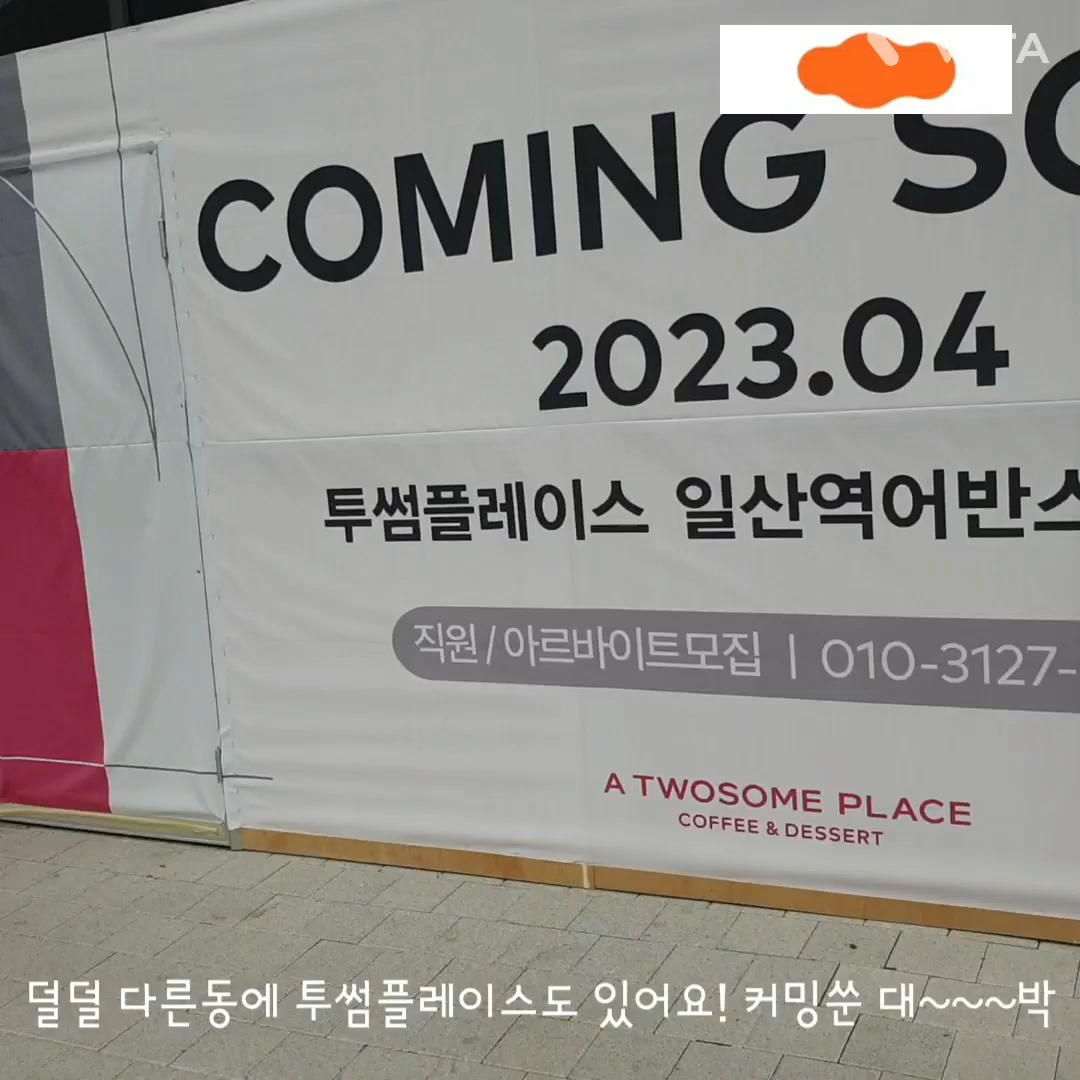 COMING SO
2023.04
투썸플레이스 일산역어반스
직원/아르바이트모집 | 010-3127-
A TWOSOME PLACE
COFFEE & DESSERT
덜덜 다른동에 투썸플레이스도 있어요! 커밍쑨 대~~~박